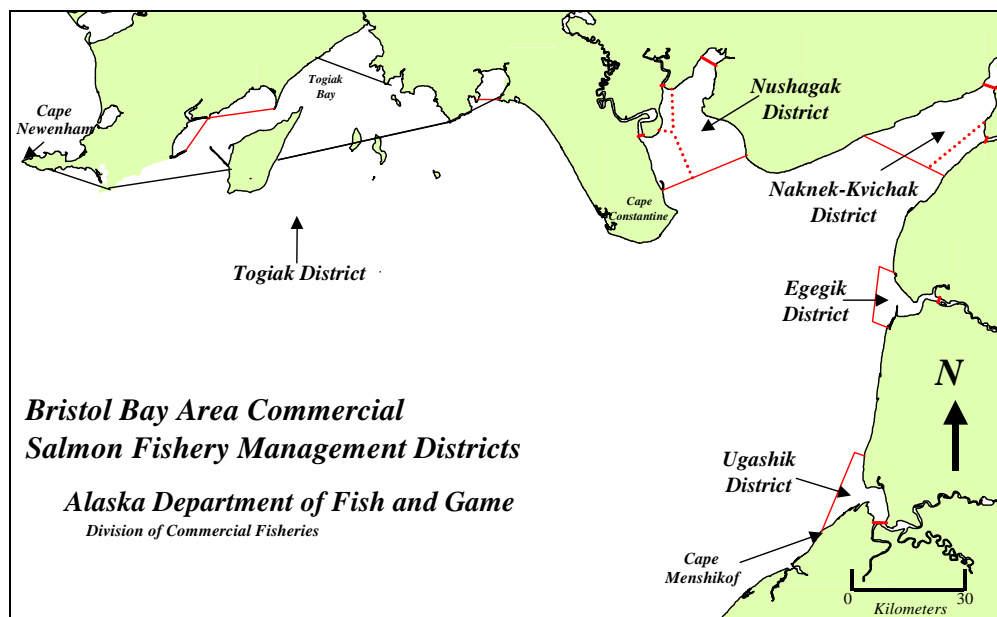 Togiak
Bay
Cape
Newenham
Nushagak
District
Naknek-Kvichak
District
Cape
Constantine
Togiak District
Egegik
District
N
Bristol Bay Area Commercial
Salmon Fishery Management Districts
Ugashik
District
Alaska Department of Fish and Game
Division of Commercial Fisheries
Cape
Menshikof
0 30
Kilometers